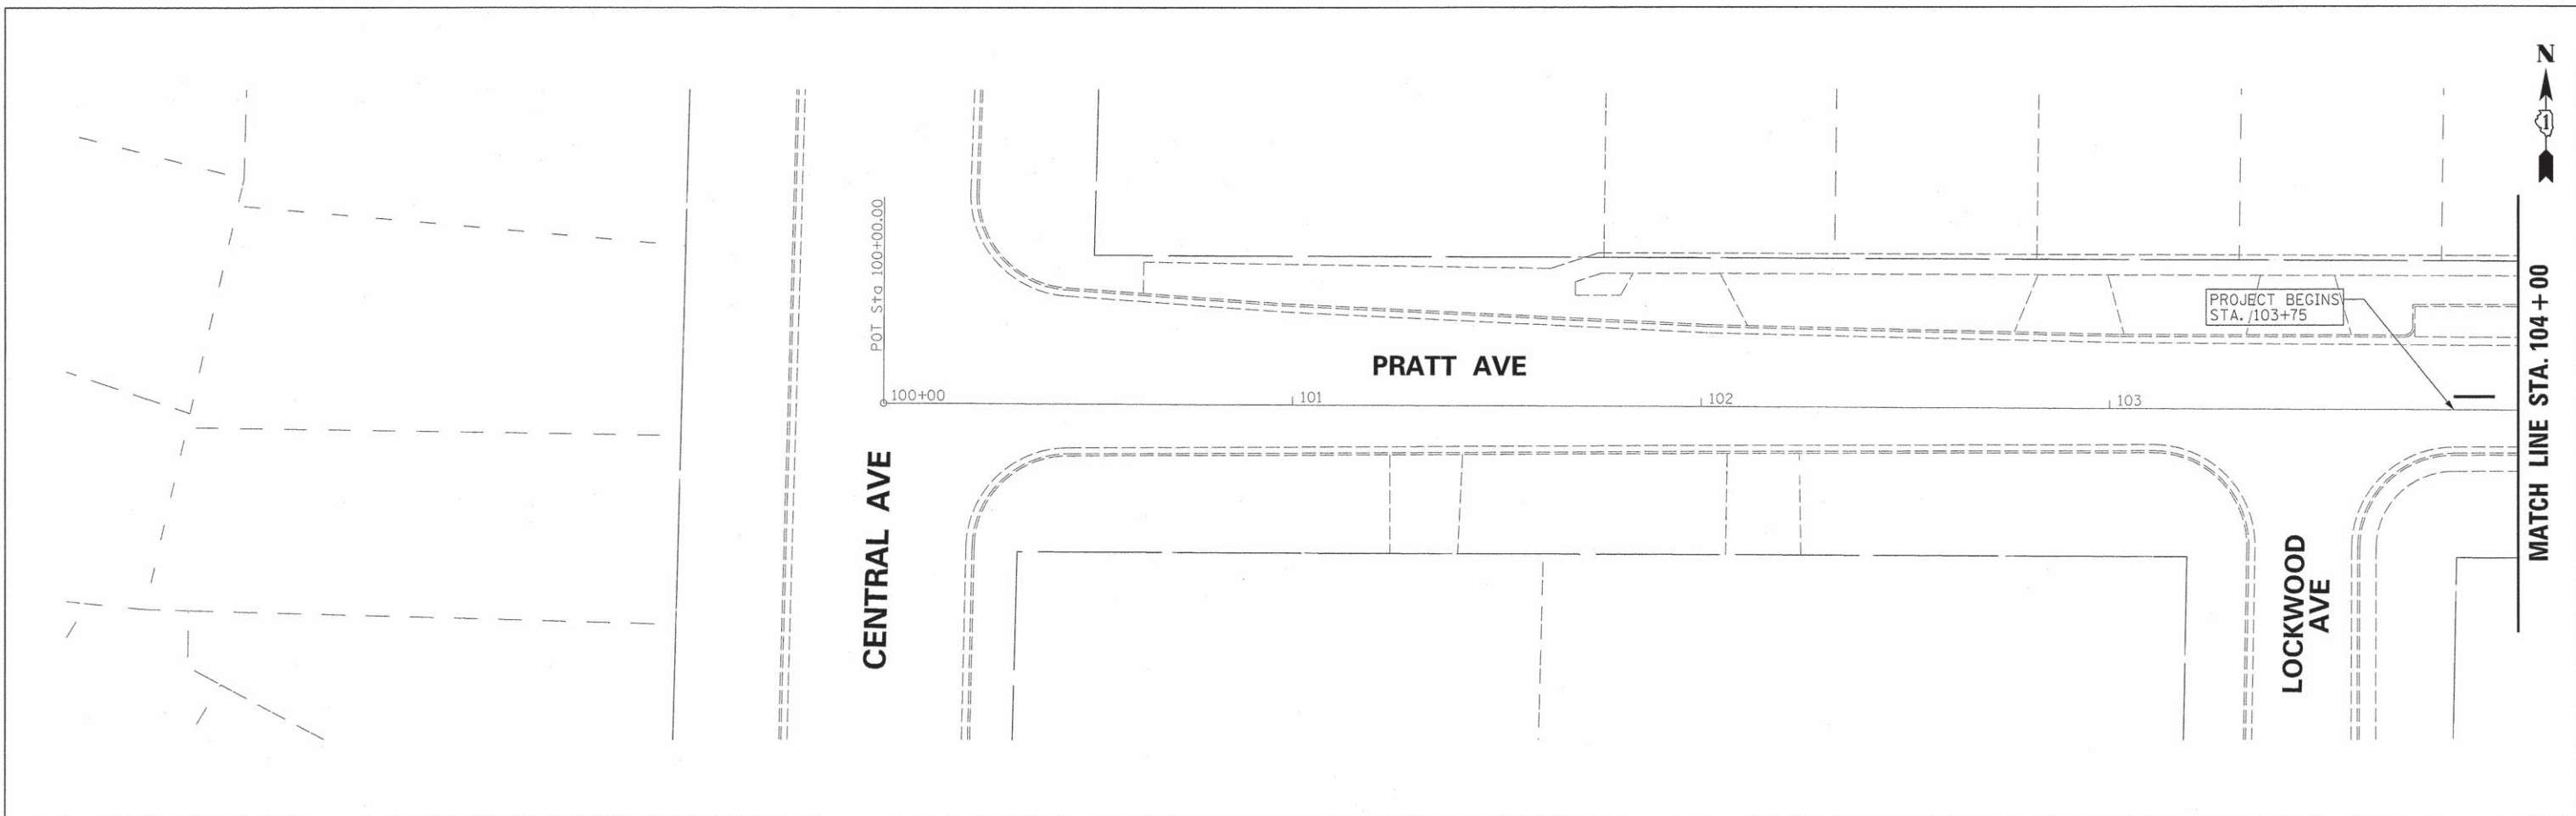 N
1
POT Sta 100+00.00
PROJECT BEGINS
STA. 103+75
MATCH LINE STA. 104+00
PRATT AVE
100+00
101
102
103
CENTRAL AVE
LOCKWOOD
AVE